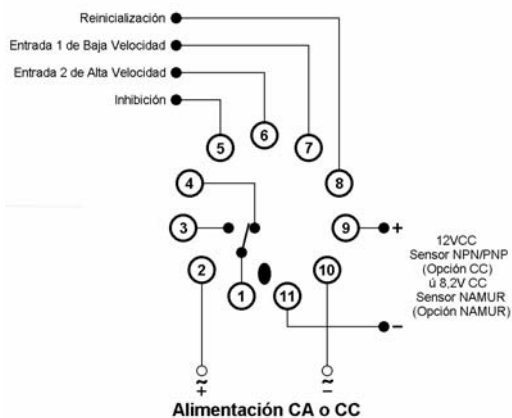 Reinicialización
Entrada 1 de Baja Velocidad
Entrada 2 de Alta Velocidad
Inhibición
5
6
7
8
4
3
9
+
2
1
11
10
12VCC
Sensor NPN/PNP
(Opción CC)
ú 8,2V CC
Sensor NAMUR
(Opción NAMUR)
−
~
+
~
−
Alimentación CA o CC